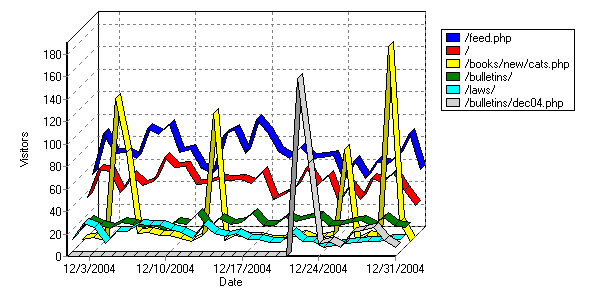 180
160
140
120
100
80
60
40
20
0
Visitors
12/3/2004 12/10/2004 12/17/2004 12/24/2004 12/31/2004
Date
/feed.php
/
/books/new/cats.php
/bulletins/
/laws/
/bulletins/dec04.php